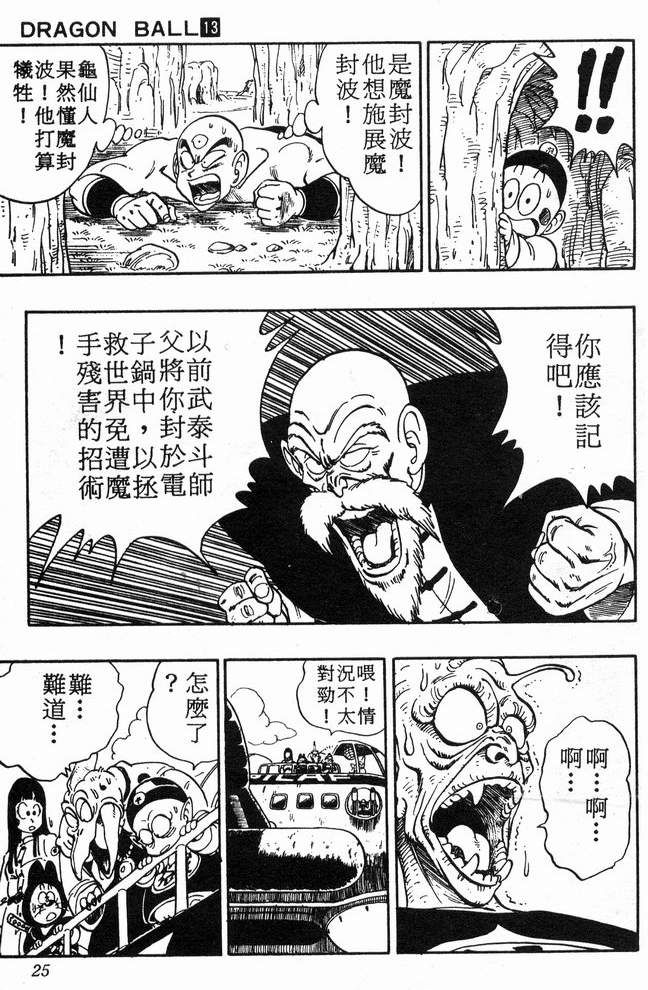 DRAGON BALL 13
!!
是魔封波！
他想施展魔
封波！
龜仙人
果然懂魔封
波！他打算
犧牲！
你應該記
得吧！
以前武泰斗師
父將你封於電
子鍋中，以拯
救世界免遭魔
手殘害的招術
！
啊…啊…
啊…
喂！情
況不太
對勁！
怎麼了
？
難…
難道…
25